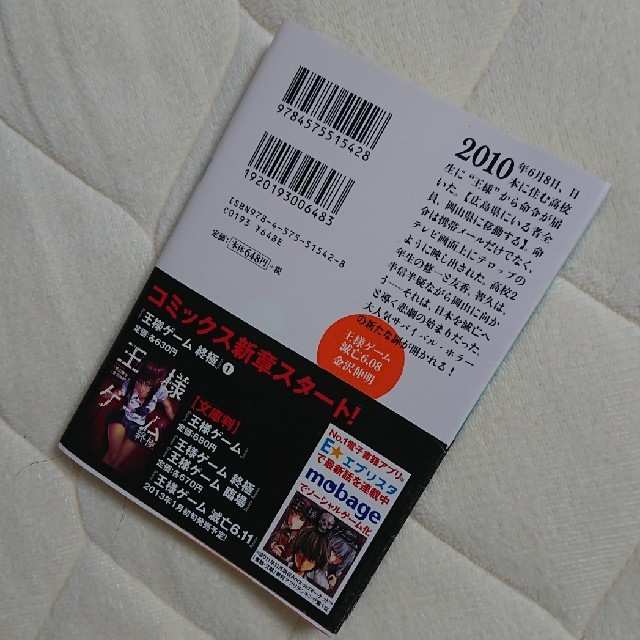 9784575515428
1920193006483
ISBN978-4-575-51542-8
C0193 ¥648E
定価:本体648円+税
2010年6月8日、日
本に住む高校
生に“王様”から命令が届
いた。【広島県にいる者全
員、岡山県に移動する】。命
令は携帯メールだけでなく、
テレビ画面上にテロップの
ように映し出された。高校2
年生の修一と友香、智久は、
半信半疑ながら岡山に向か
う――それは、日本を滅亡へ
と導く悲劇の始まりだった。
大人気サバイバル・ホラー
の新たな扉が開かれる!
王様ゲーム
滅亡6.08
金沢伸明
コミックス新章スタート!
『王様ゲーム 終極』①
定価各630円
王様ゲーム
終極
【文庫判】
『王様ゲーム』
定価680円
『王様ゲーム 終極』
『王様ゲーム 臨場』
定価各670円
『王様ゲーム 滅亡6.11』
2013年1月初旬発売予定!
No.1電子書籍アプリ
E★エブリスタ
で最新話を連載中
mobage
でソーシャルゲーム化